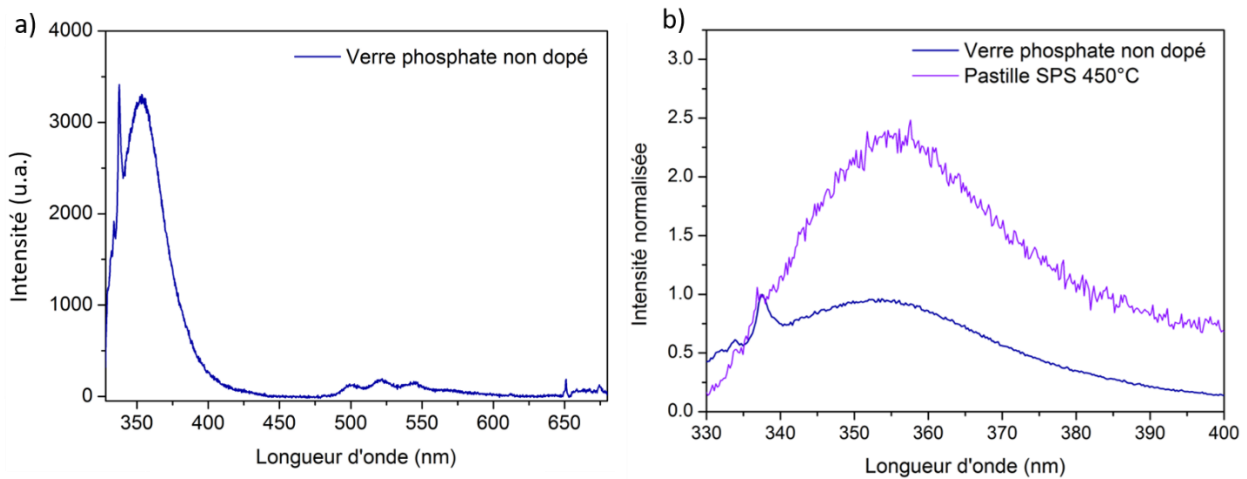 a)
4000
3000
2000
1000
0
Intensité (u.a.)
Verre phosphate non dopé
350 400 450 500 550 600 650
Longueur d'onde (nm)
b)
3.0
2.5
2.0
1.5
1.0
0.5
0.0
Intensité normalisée
Verre phosphate non dopé
Pastille SPS 450°C
330 340 350 360 370 380 390 400
Longueur d'onde (nm)